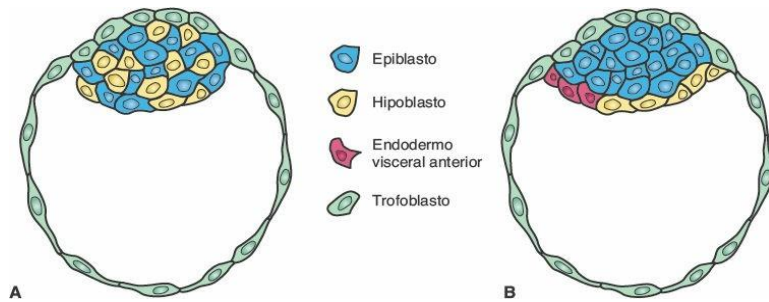 Epiblasto
Hipoblasto
Endodermo
visceral anterior
Trofoblasto
A
B